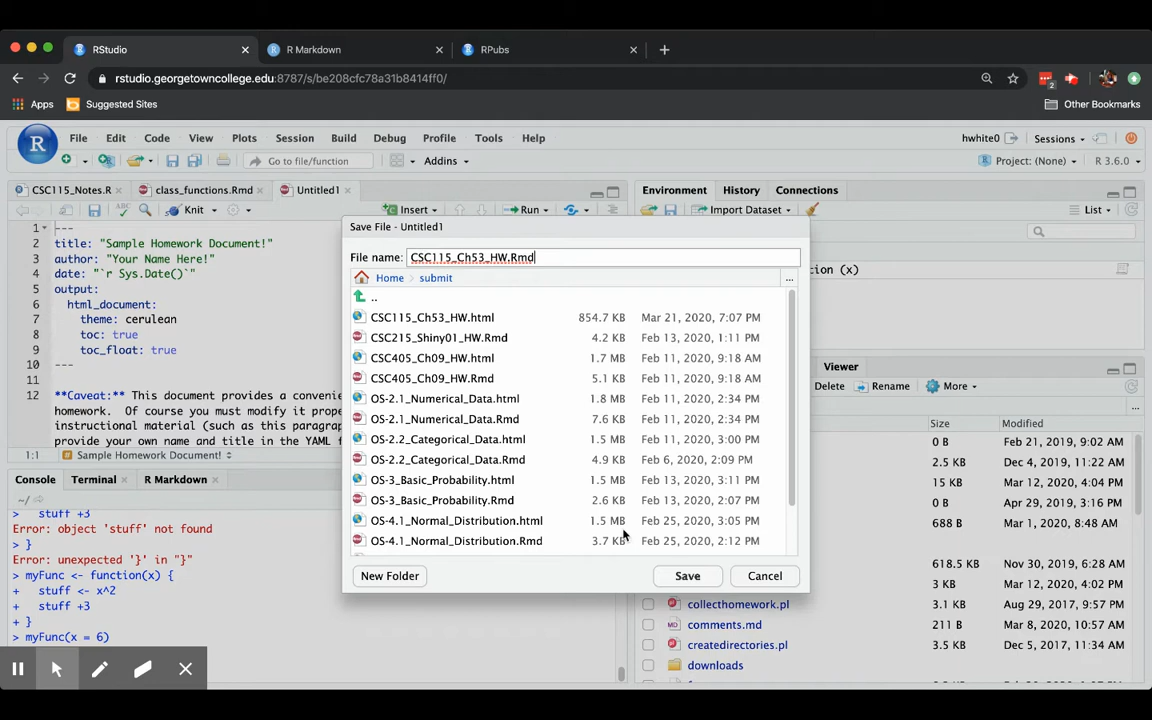 RStudio
R Markdown
RPubs
rstudio.georgetowncollege.edu:8787/s/be208cfc78a31b8414ff0/
2
Apps
Suggested Sites
Other Bookmarks
R
File Edit Code View Plots Session Build Debug Profile Tools Help
hwhite0
Sessions
Go to file/function
Addins
Project: (None)
R 3.6.0
CSC115_Notes.R
class_functions.Rmd
Untitled1
Environment History Connections
Knit
Insert
Run
Import Dataset
List
1 ---
2 title: "Sample Homework Document!"
3 author: "Your Name Here!"
4 date: "`r Sys.Date()`"
5 output:
6 html_document:
7 theme: cerulean
8 toc: true
9 toc_float: true
10 ---
11
12 **Caveat:** This document provides a convenie
homework. Of course you must modify it prope
instructional material (such as this paragrap
provide your own name and title in the YAML f
1:1 Sample Homework Document!
Console Terminal R Markdown
~/
> stuff +3
Error: object 'stuff' not found
> }
Error: unexpected '}' in "}"
> myFunc <- function(x) {
+ stuff <- x^2
+ stuff +3
+ }
> myFunc(x = 6)
Save File - Untitled1
File name: CSC115_Ch53_HW.Rmd
Home submit
...
..
CSC115_Ch53_HW.html 854.7 KB Mar 21, 2020, 7:07 PM
CSC215_Shiny01_HW.Rmd 4.2 KB Feb 13, 2020, 1:11 PM
CSC405_Ch09_HW.html 1.7 MB Feb 11, 2020, 9:18 AM
CSC405_Ch09_HW.Rmd 5.1 KB Feb 11, 2020, 9:18 AM
OS-2.1_Numerical_Data.html 1.8 MB Feb 11, 2020, 2:34 PM
OS-2.1_Numerical_Data.Rmd 7.6 KB Feb 11, 2020, 2:34 PM
OS-2.2_Categorical_Data.html 1.5 MB Feb 11, 2020, 3:00 PM
OS-2.2_Categorical_Data.Rmd 4.9 KB Feb 6, 2020, 2:09 PM
OS-3_Basic_Probability.html 1.5 MB Feb 13, 2020, 3:11 PM
OS-3_Basic_Probability.Rmd 2.6 KB Feb 13, 2020, 2:07 PM
OS-4.1_Normal_Distribution.html 1.5 MB Feb 25, 2020, 3:05 PM
OS-4.1_Normal_Distribution.Rmd 3.7 KB Feb 25, 2020, 2:12 PM
New Folder Save Cancel
ction (x)
Viewer
Delete Rename More
...
Size Modified
0 B Feb 21, 2019, 9:02 AM
2.5 KB Dec 4, 2019, 11:22 AM
15 KB Mar 12, 2020, 4:04 PM
0 B Apr 29, 2019, 3:16 PM
688 B Mar 1, 2020, 8:48 AM
618.5 KB Nov 30, 2019, 6:28 AM
3 KB Mar 12, 2020, 4:02 PM
collecthomework.pl 3.1 KB Aug 29, 2017, 9:57 PM
comments.md 211 B Mar 8, 2020, 10:57 AM
createdirectories.pl 3.5 KB Dec 5, 2017, 11:34 AM
downloads